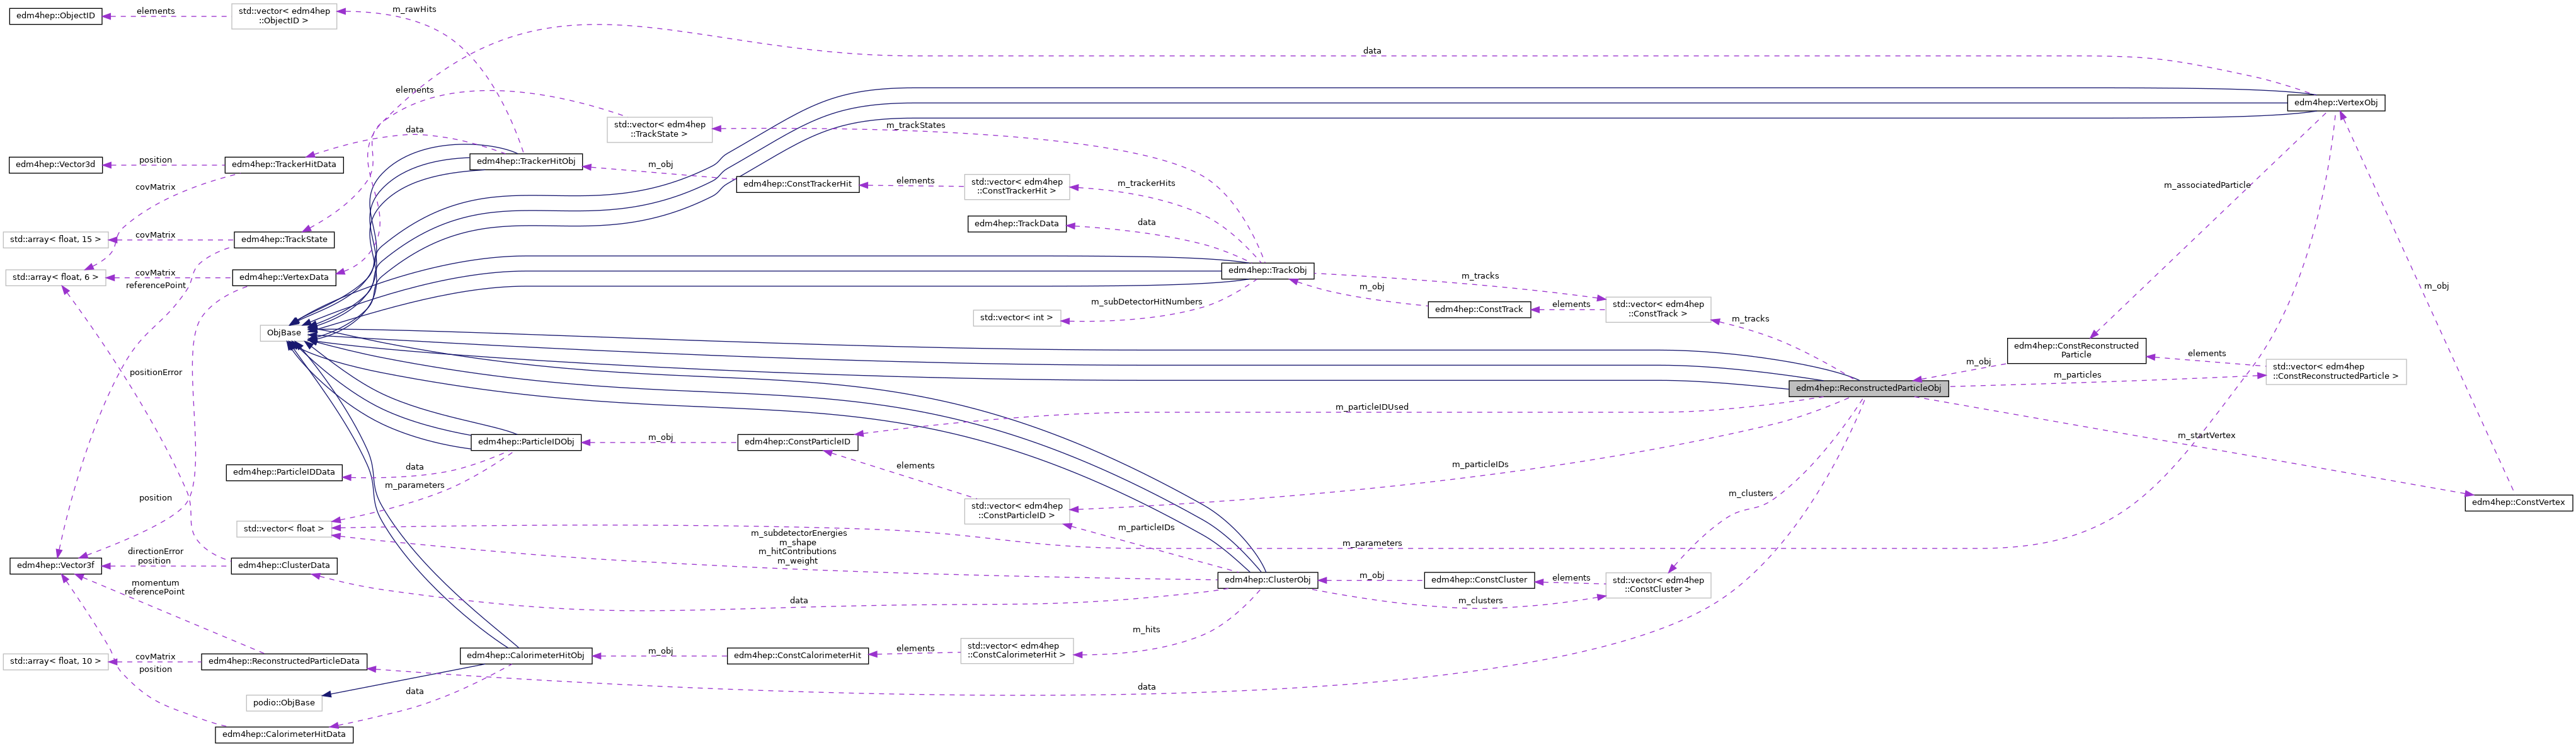 edm4hep::ObjectID
elements
std::vector< edm4hep
::ObjectID >
m_rawHits
data
elements
edm4hep::VertexObj
std::vector< edm4hep
::TrackState >
m_trackStates
data
edm4hep::Vector3d
position
edm4hep::TrackerHitData
edm4hep::TrackerHitObj
m_obj
edm4hep::ConstTrackerHit
elements
std::vector< edm4hep
::ConstTrackerHit >
m_trackerHits
m_associatedParticle
covMatrix
edm4hep::TrackData
data
std::array< float, 15 >
covMatrix
edm4hep::TrackState
std::array< float, 6 >
covMatrix
referencePoint
edm4hep::VertexData
edm4hep::TrackObj
m_tracks
m_obj
m_obj
m_subDetectorHitNumbers
std::vector< int >
edm4hep::ConstTrack
elements
std::vector< edm4hep
::ConstTrack >
m_tracks
ObjBase
edm4hep::ConstReconstructed
Particle
elements
std::vector< edm4hep
::ConstReconstructedParticle >
m_obj
positionError
m_particles
edm4hep::ReconstructedParticleObj
m_particleIDUsed
edm4hep::ParticleIDObj
m_obj
edm4hep::ConstParticleID
m_startVertex
edm4hep::ParticleIDData
data
elements
m_particleIDs
m_parameters
position
m_clusters
edm4hep::ConstVertex
std::vector< edm4hep
::ConstParticleID >
std::vector< float >
m_particleIDs
m_subdetectorEnergies
m_shape
m_hitContributions
m_weight
m_parameters
edm4hep::Vector3f
directionError
position
edm4hep::ClusterData
edm4hep::ClusterObj
m_obj
edm4hep::ConstCluster
elements
std::vector< edm4hep
::ConstCluster >
momentum
referencePoint
data
m_clusters
m_hits
std::array< float, 10 >
covMatrix
position
edm4hep::ReconstructedParticleData
edm4hep::CalorimeterHitObj
m_obj
edm4hep::ConstCalorimeterHit
elements
std::vector< edm4hep
::ConstCalorimeterHit >
data
data
podio::ObjBase
edm4hep::CalorimeterHitData